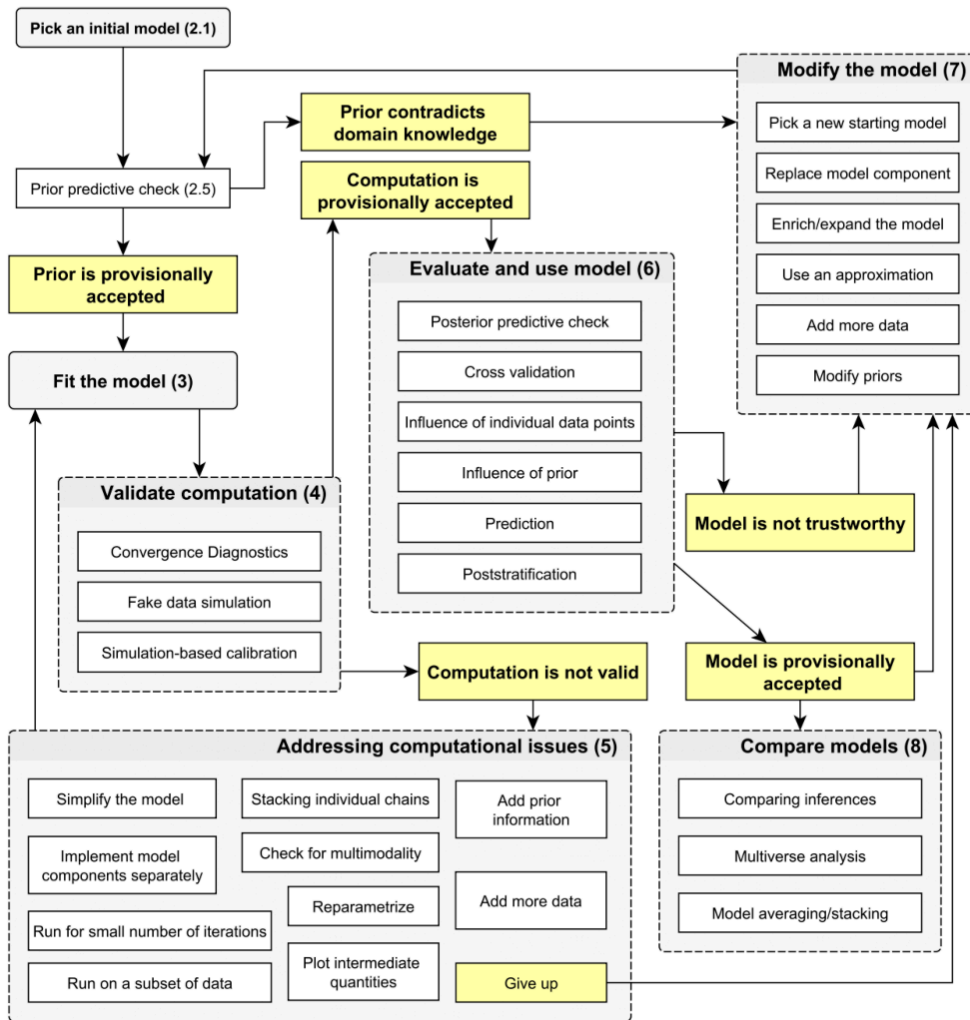 Pick an initial model (2.1)
Prior predictive check (2.5)
Prior is provisionally
accepted
Fit the model (3)
Prior contradicts
domain knowledge
Computation is
provisionally accepted
Validate computation (4)
Convergence Diagnostics
Fake data simulation
Simulation-based calibration
Evaluate and use model (6)
Posterior predictive check
Cross validation
Influence of individual data points
Influence of prior
Prediction
Poststratification
Modify the model (7)
Pick a new starting model
Replace model component
Enrich/expand the model
Use an approximation
Add more data
Modify priors
Model is not trustworthy
Computation is not valid
Model is provisionally
accepted
Addressing computational issues (5)
Simplify the model
Implement model
components separately
Run for small number of iterations
Run on a subset of data
Stacking individual chains
Check for multimodality
Reparametrize
Plot intermediate
quantities
Add prior
information
Add more data
Give up
Compare models (8)
Comparing inferences
Multiverse analysis
Model averaging/stacking